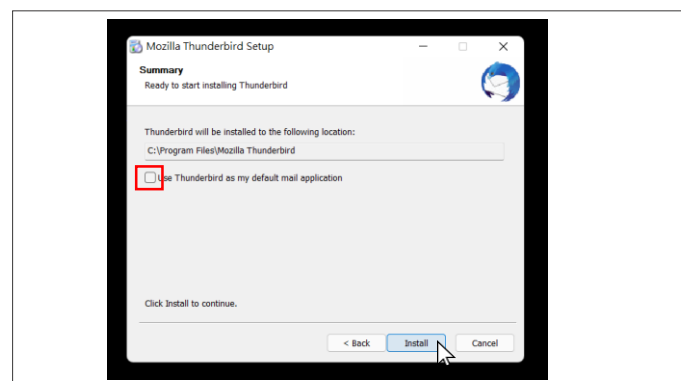 Mozilla Thunderbird Setup
Summary
Ready to start installing Thunderbird
Thunderbird will be installed to the following location:
C:\Program Files\Mozilla Thunderbird
Use Thunderbird as my default mail application
Click Install to continue.
< Back Install Cancel